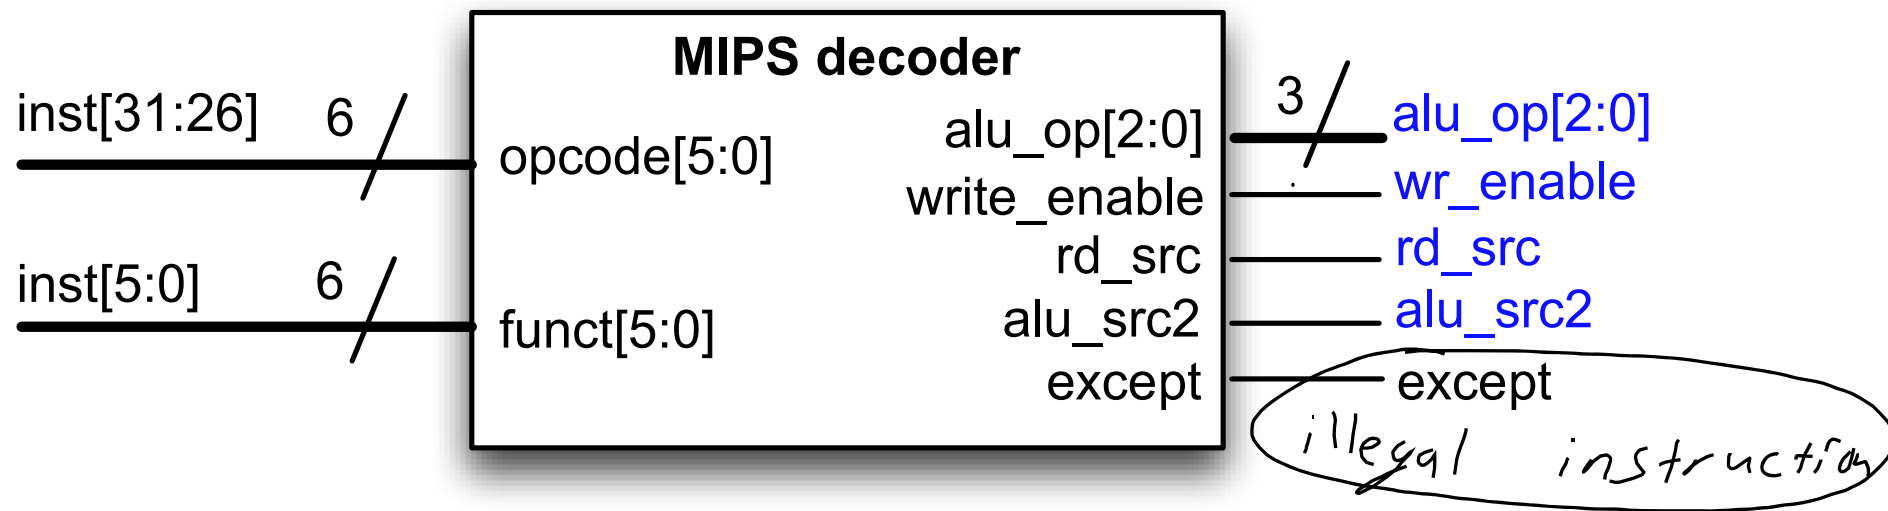 MIPS decoder
inst[31:26] 6
opcode[5:0]
inst[5:0] 6
funct[5:0]
alu_op[2:0] 3 alu_op[2:0]
write_enable wr_enable
rd_src rd_src
alu_src2 alu_src2
except except
illegal instruction